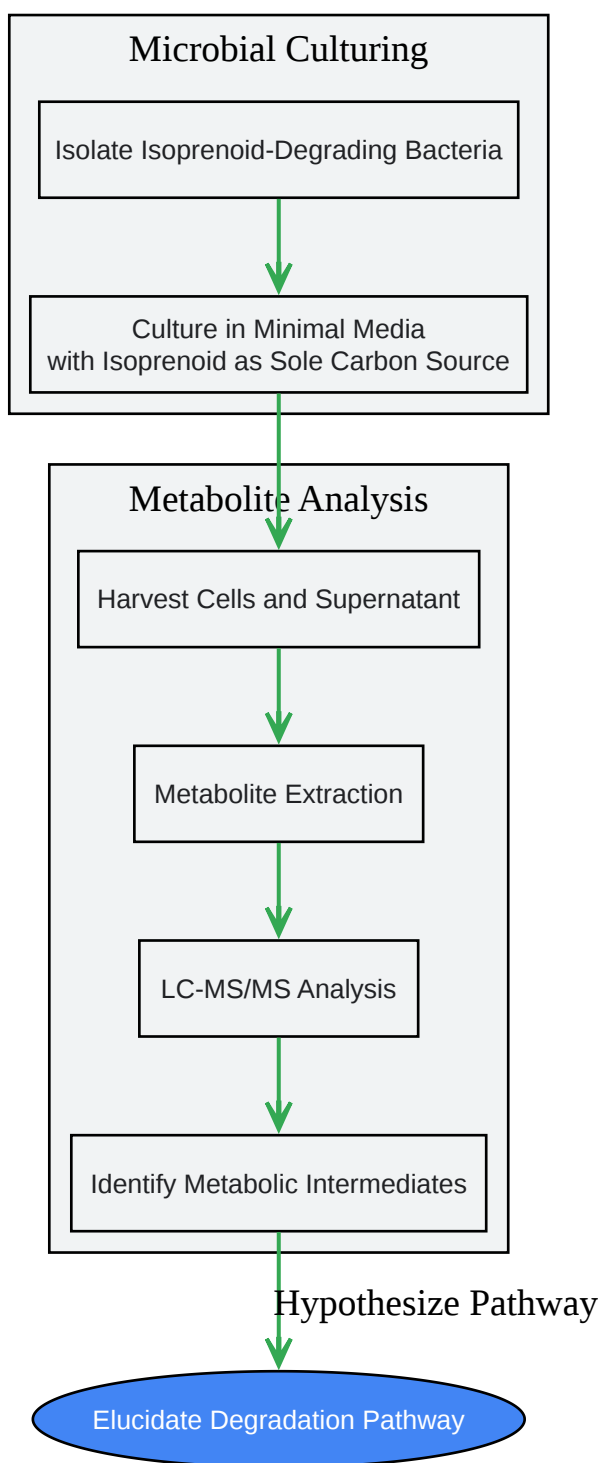 Microbial Culturing
Isolate Isoprenoid-Degrading Bacteria
Culture in Minimal Media
with Isoprenoid as Sole Carbon Source
Metabolite Analysis
Harvest Cells and Supernatant
Metabolite Extraction
LC-MS/MS Analysis
Identify Metabolic Intermediates
Hypothesize Pathway
Elucidate Degradation Pathway